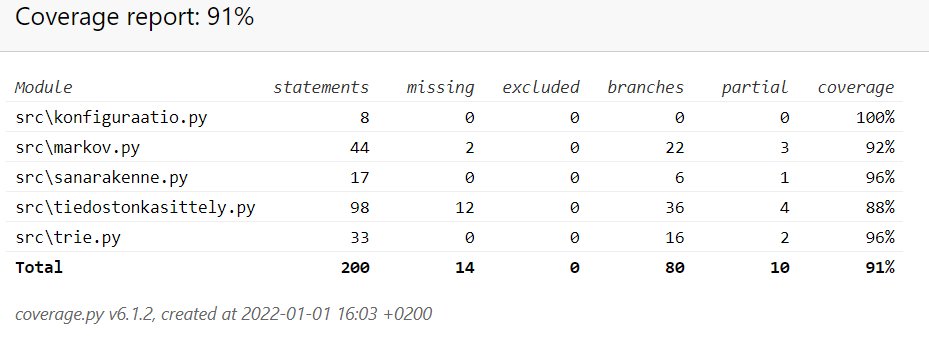 Coverage report: 91%
Module statements missing excluded branches partial coverage
src\konfiguraatio.py 8 0 0 0 0 100%
src\markov.py 44 2 0 22 3 92%
src\sanarakenne.py 17 0 0 6 1 96%
src\tiedostonkasittely.py 98 12 0 36 4 88%
src\trie.py 33 0 0 16 2 96%
Total 200 14 0 80 10 91%
coverage.py v6.1.2, created at 2022-01-01 16:03 +0200